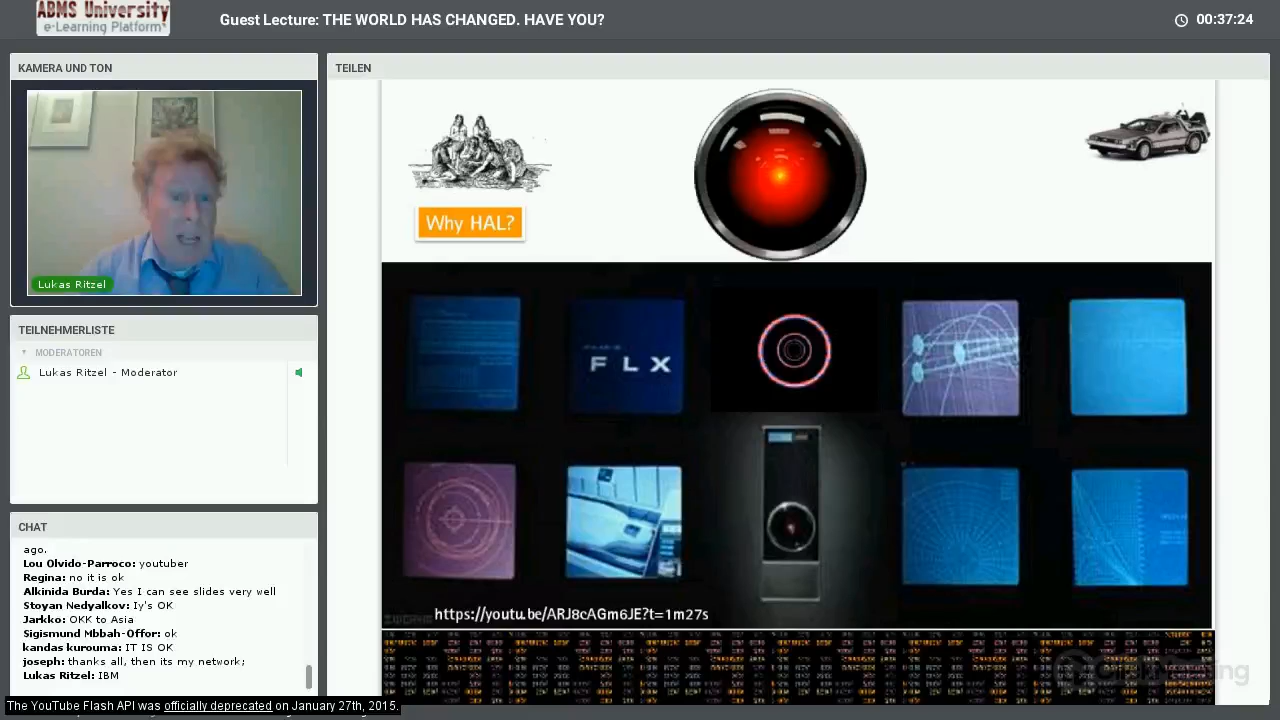 ABMS University
e-Learning Platform
Guest Lecture: THE WORLD HAS CHANGED. HAVE YOU?
00:37:24
KAMERA UND TON
Lukas Ritzel
TEILNEHMERLISTE
MODERATOREN
Lukas Ritzel - Moderator
CHAT
ago.
Lou Olvido-Parroco: youtuber
Regina: no it is ok
Alkinida Burda: Yes I can see slides very well
Stoyan Nedyalkov: Iy's OK
Jarkko: OKK to Asia
Sigismund Mbbah-Offor: ok
kandas kurouma: IT IS OK
joseph: thanks all, then its my network;
Lukas Ritzel: IBM
The YouTube Flash API was officially deprecated on January 27th, 2015.
TEILEN
Why HAL?
FLX
https://youtu.be/ARJ8cAGm6JE?t=1m27s